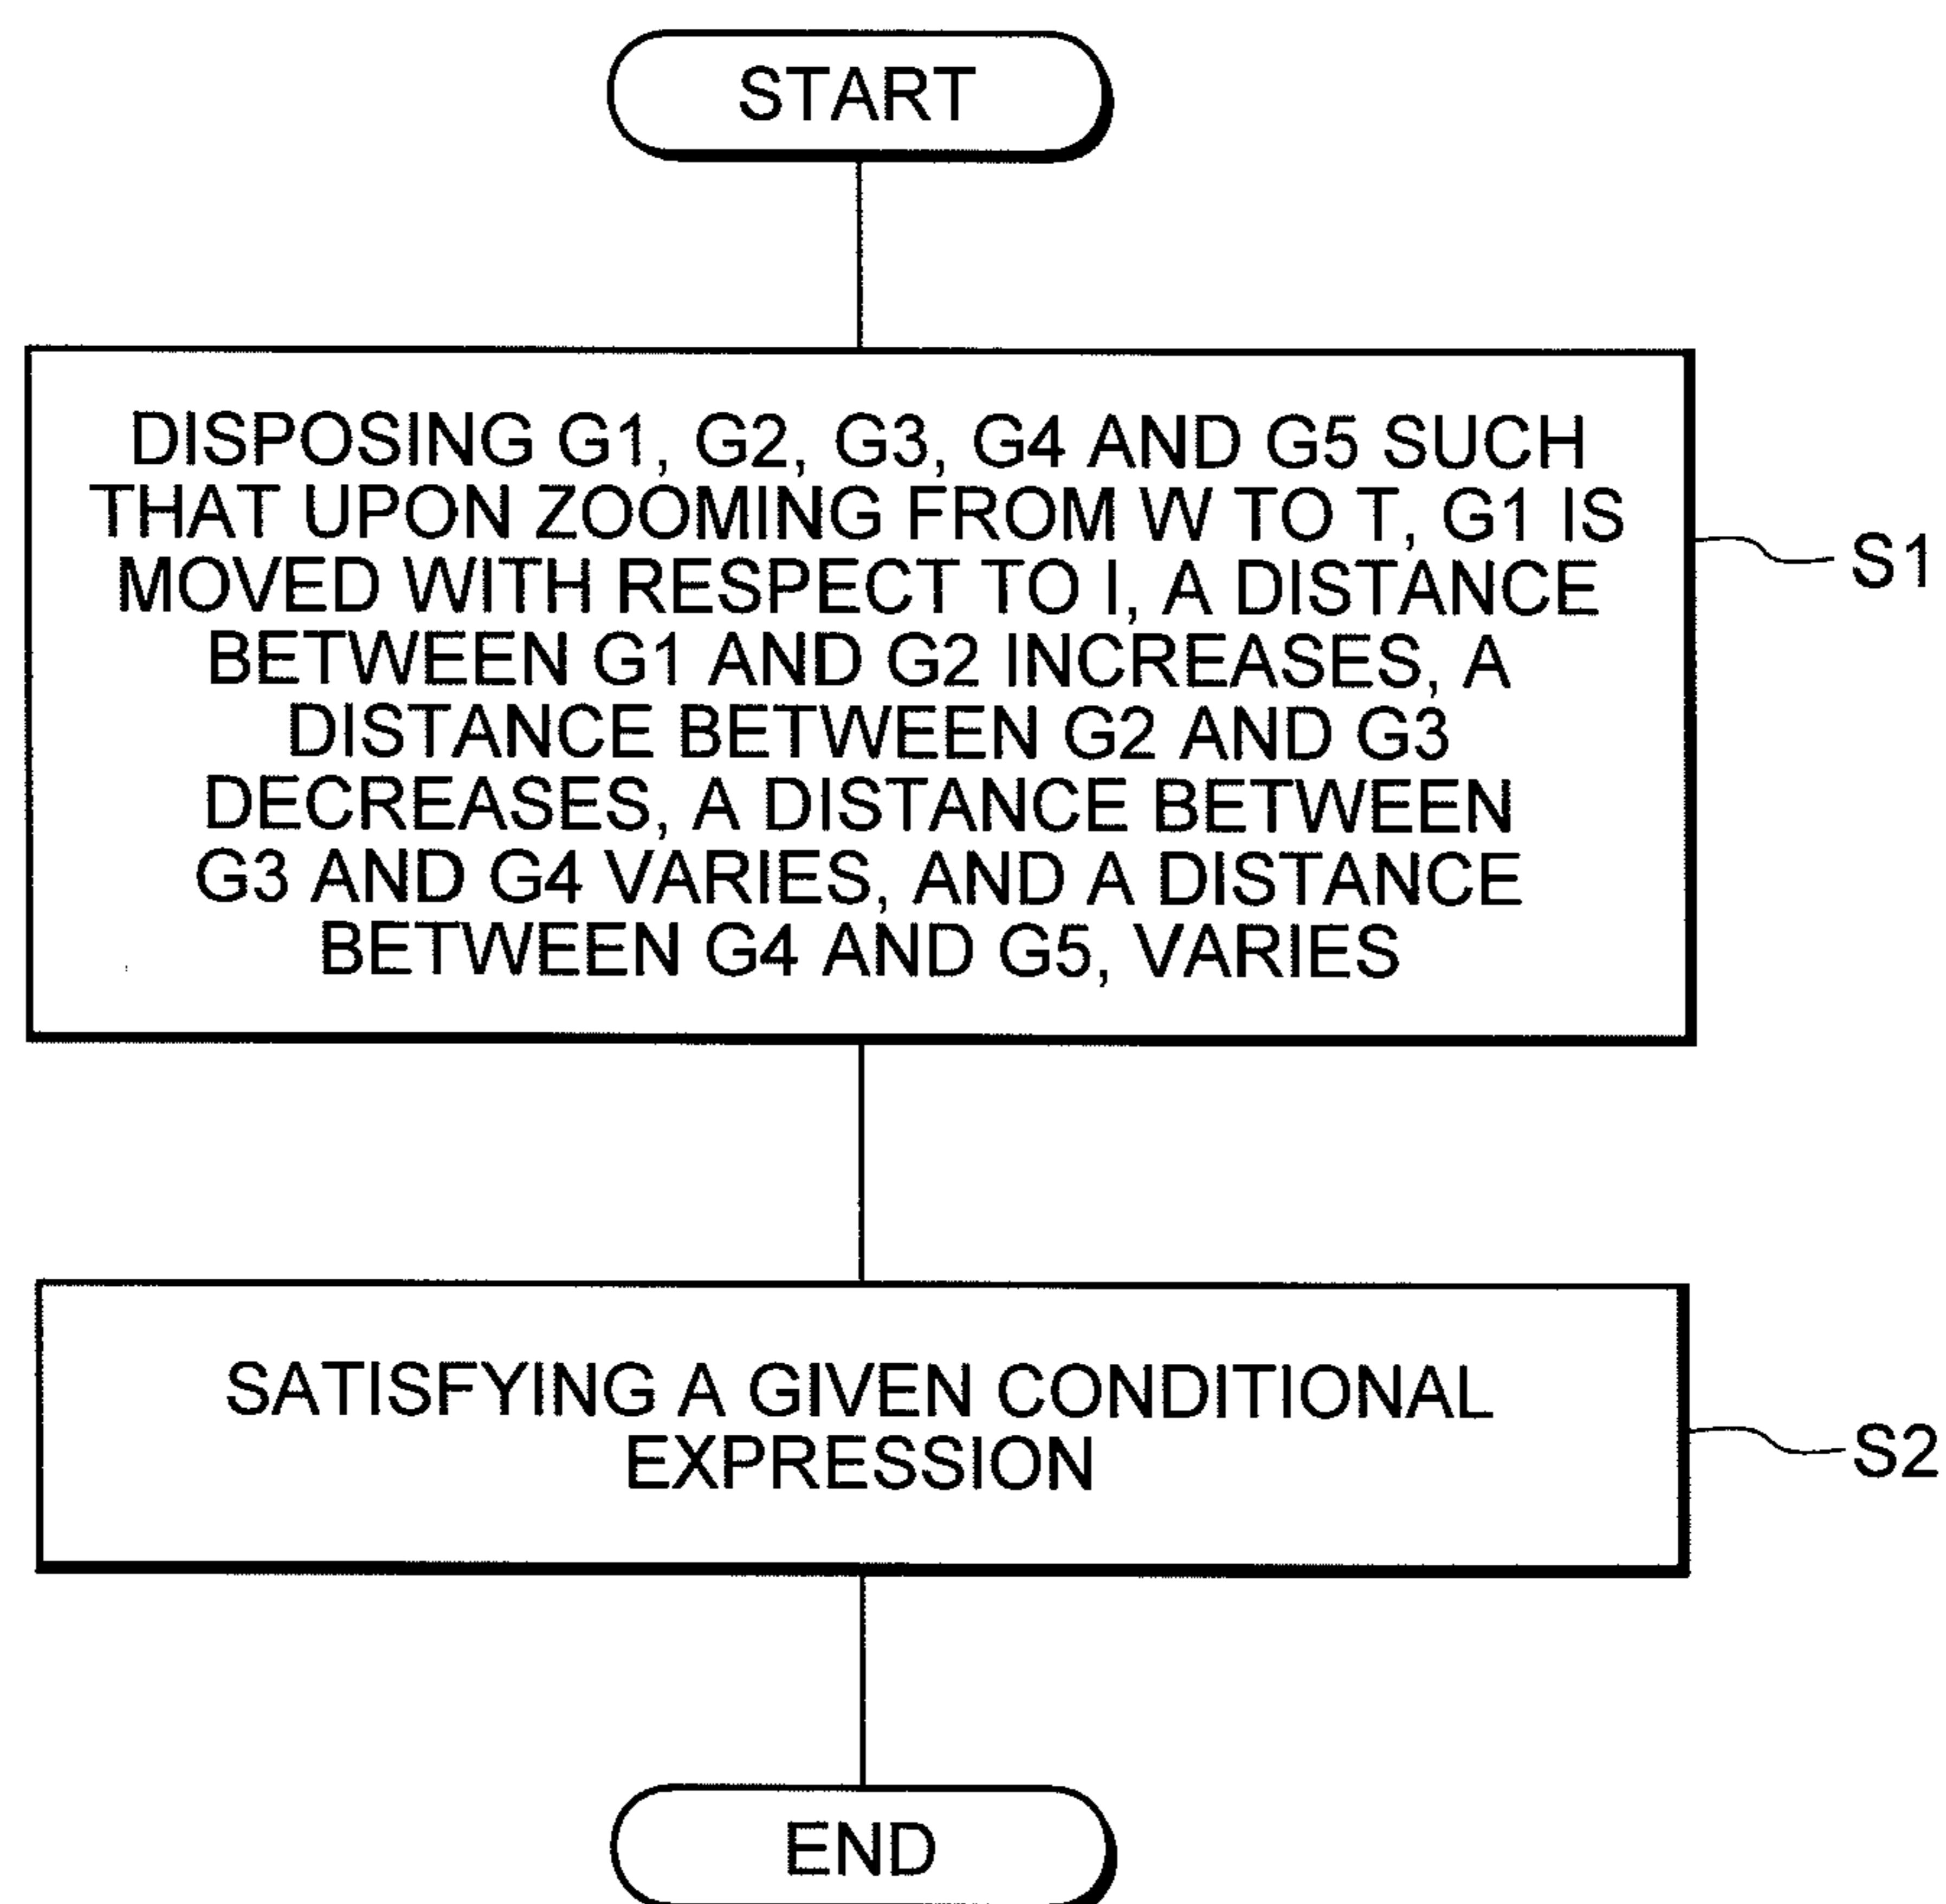 START
DISPOSING G1, G2, G3, G4 AND G5 SUCH
THAT UPON ZOOMING FROM W TO T, G1 IS
MOVED WITH RESPECT TO I, A DISTANCE
BETWEEN G1 AND G2 INCREASES, A
DISTANCE BETWEEN G2 AND G3
DECREASES, A DISTANCE BETWEEN
G3 AND G4 VARIES, AND A DISTANCE
BETWEEN G4 AND G5, VARIES
S1
SATISFYING A GIVEN CONDITIONAL
EXPRESSION
S2
END